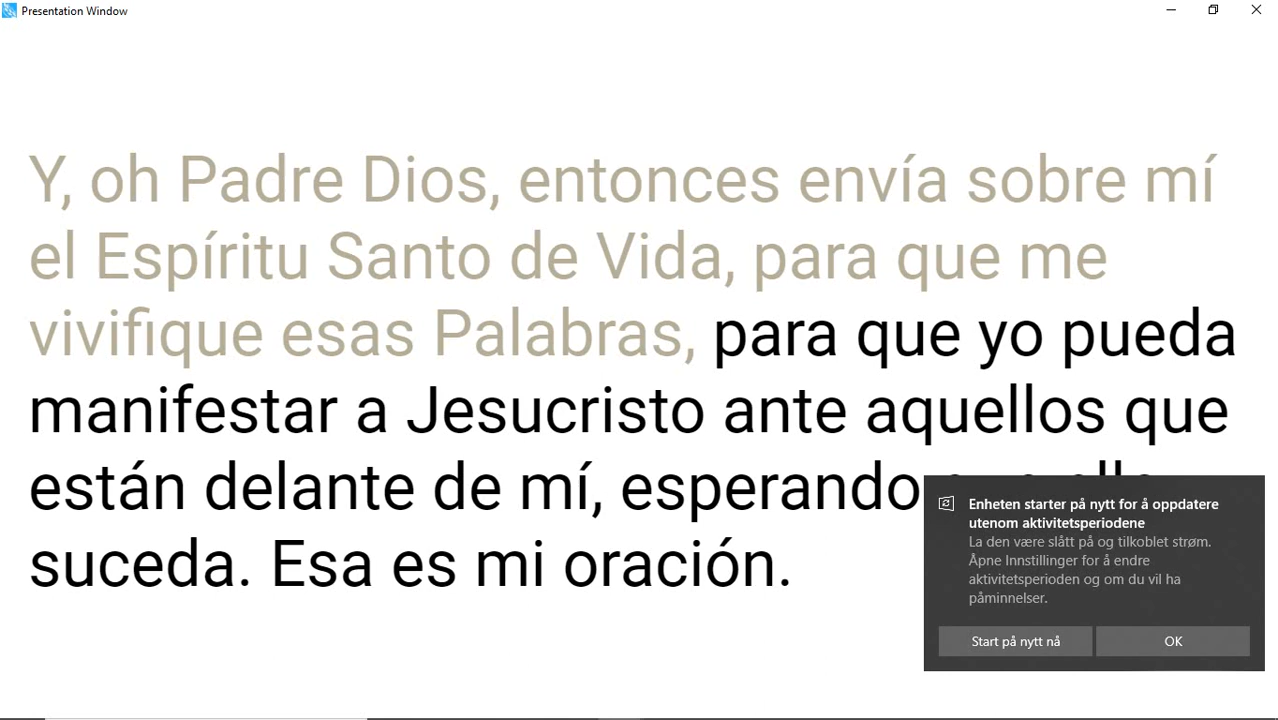 Presentation Window
Y, oh Padre Dios, entonces envía sobre mí
el Espíritu Santo de Vida, para que me
vivifique esas Palabras, para que yo pueda
manifestar a Jesucristo ante aquellos que
están delante de mí, esperando
suceda. Esa es mi oración.
Enheten starter på nytt for å oppdatere
utenom aktivitetsperiodene
La den være slått på og tilkoblet strøm.
Åpne Innstillinger for å endre
aktivitetsperioden og om du vil ha
påminnelser.
Start på nytt nå
OK